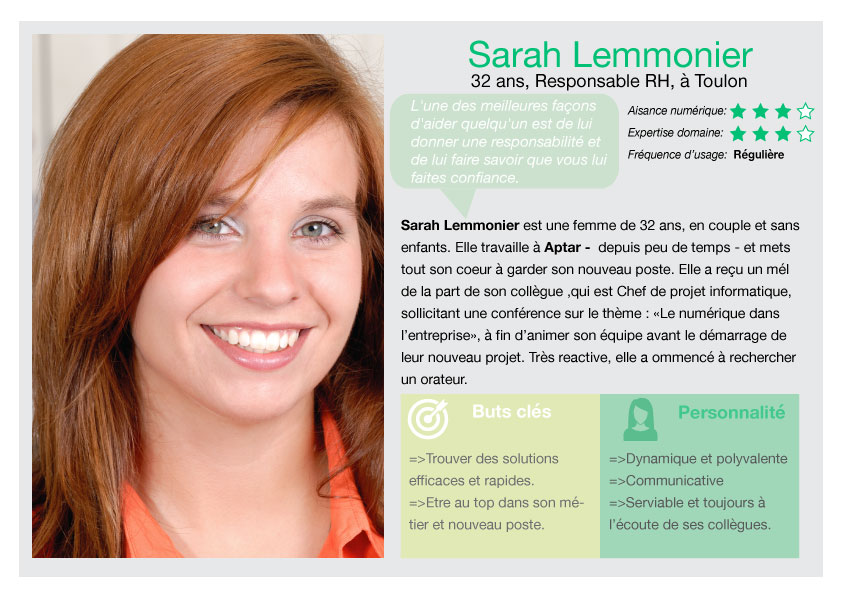 Sarah Lemmonier
32 ans, Responsable RH, à Toulon
L'une des meilleures façons
d'aider quelqu'un est de lui
donner une responsabilité et
de lui faire savoir que vous lui
faites confiance.
Aisance numérique:
Expertise domaine:
Fréquence d'usage: Régulière
Sarah Lemmonier est une femme de 32 ans, en couple et sans
enfants. Elle travaille à Aptar - depuis peu de temps - et mets
tout son coeur à garder son nouveau poste. Elle a reçu un mél
de la part de son collègue ,qui est Chef de projet informatique,
sollicitant une conférence sur le thème : «Le numérique dans
l'entreprise», à fin d'animer son équipe avant le démarrage de
leur nouveau projet. Très reactive, elle a ommencé à rechercher
un orateur.
Buts clés
=>Trouver des solutions
efficaces et rapides.
=>Etre au top dans son mé-
tier et nouveau poste.
Personnalité
=>Dynamique et polyvalente
=>Communicative
=>Serviable et toujours à
l'écoute de ses collègues.